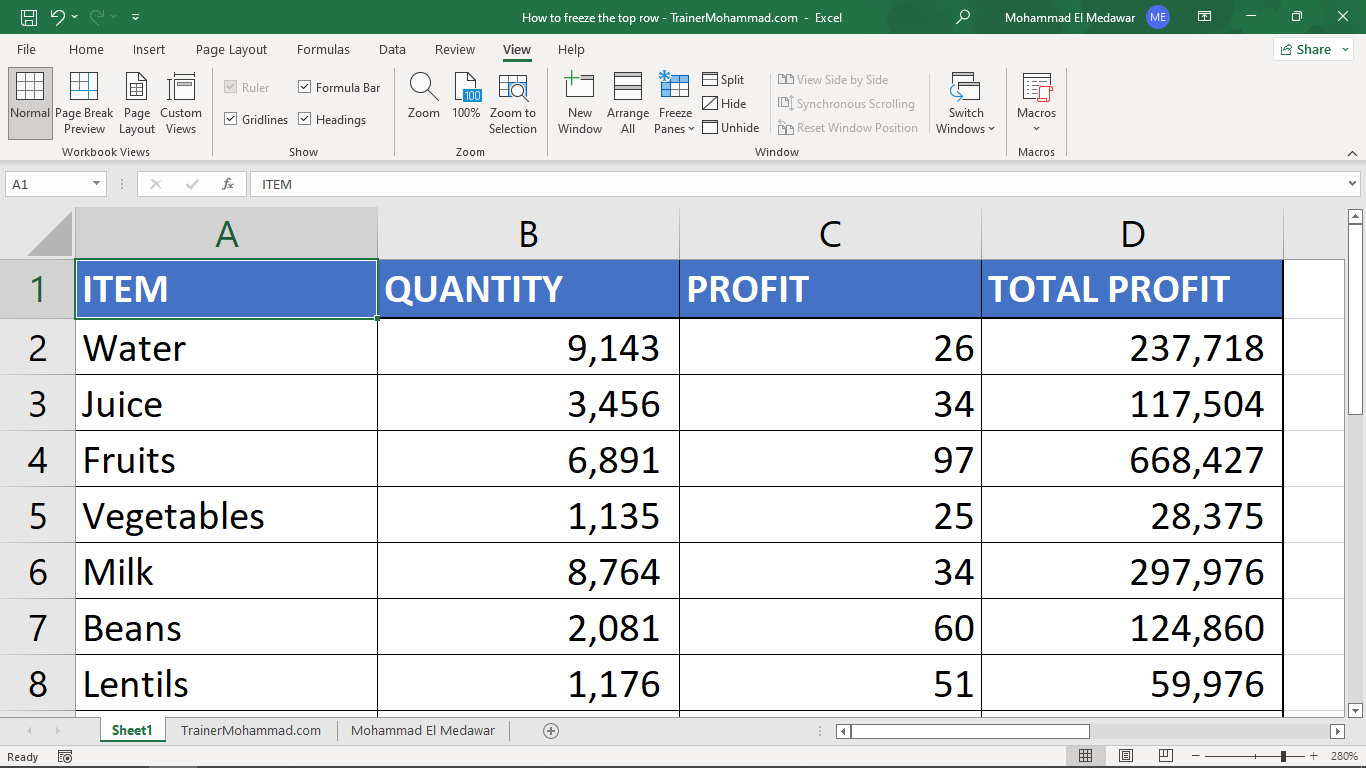 How to freeze the top row - TrainerMohammad.com - Excel
Mohammad El Medawar
ME
File Home Insert Page Layout Formulas Data Review View Help
Share
Normal
Page Break Preview
Page Layout
Custom Views
Workbook Views
Ruler
Formula Bar
Gridlines
Headings
Show
Zoom
100
100%
Zoom to Selection
Zoom
New Window
Arrange All
Freeze Panes
Split
Hide
Unhide
View Side by Side
Synchronous Scrolling
Reset Window Position
Switch Windows
Window
Macros
Macros
A1
fx
ITEM
A B C D
1 ITEM QUANTITY PROFIT TOTAL PROFIT
2 Water 9,143 26 237,718
3 Juice 3,456 34 117,504
4 Fruits 6,891 97 668,427
5 Vegetables 1,135 25 28,375
6 Milk 8,764 34 297,976
7 Beans 2,081 60 124,860
8 Lentils 1,176 51 59,976
Sheet1 TrainerMohammad.com Mohammad El Medawar
Ready
280%